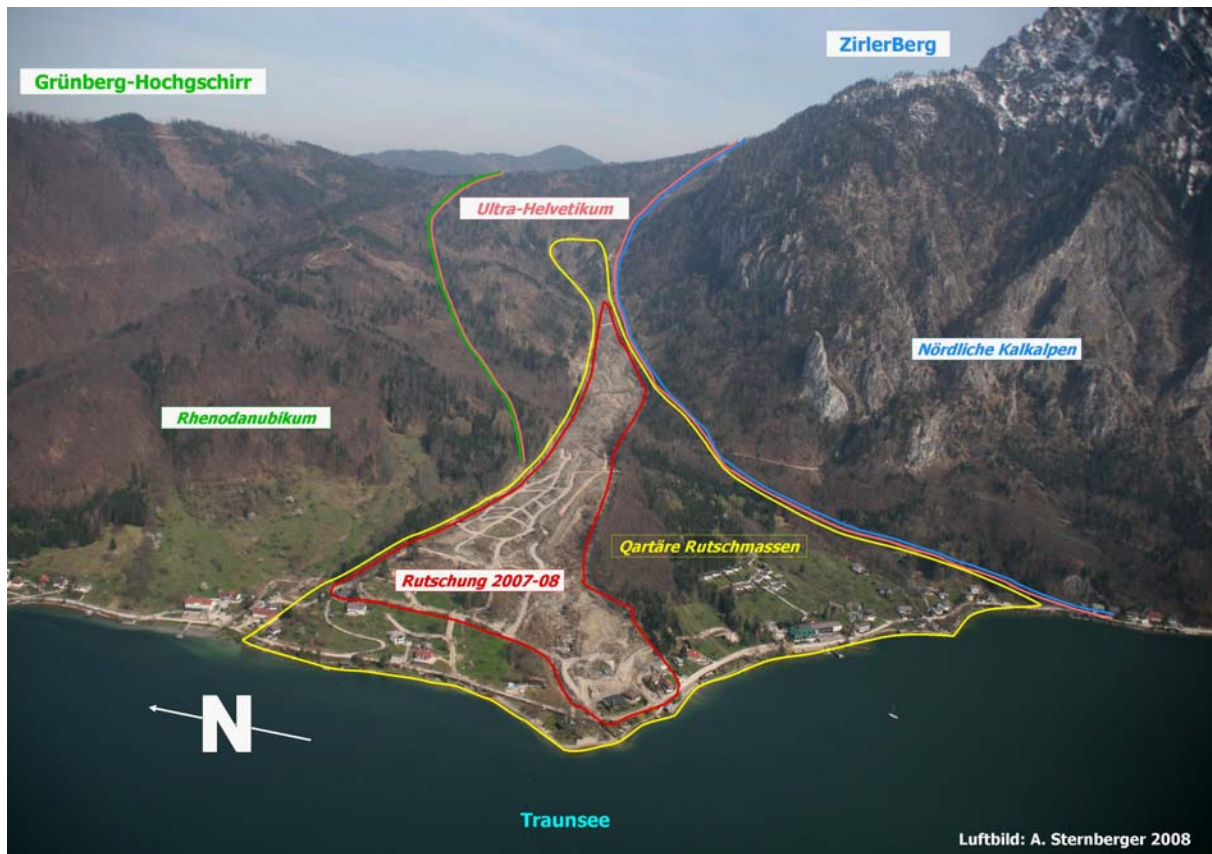 ZirlerBerg
Grünberg-Hochgschirr
Ultra-Helvetikum
Nördliche Kalkalpen
Rhenodanubikum
Qartäre Rutschmassen
Rutschung 2007-08
N
Traunsee
Luftbild: A. Sternberger 2008